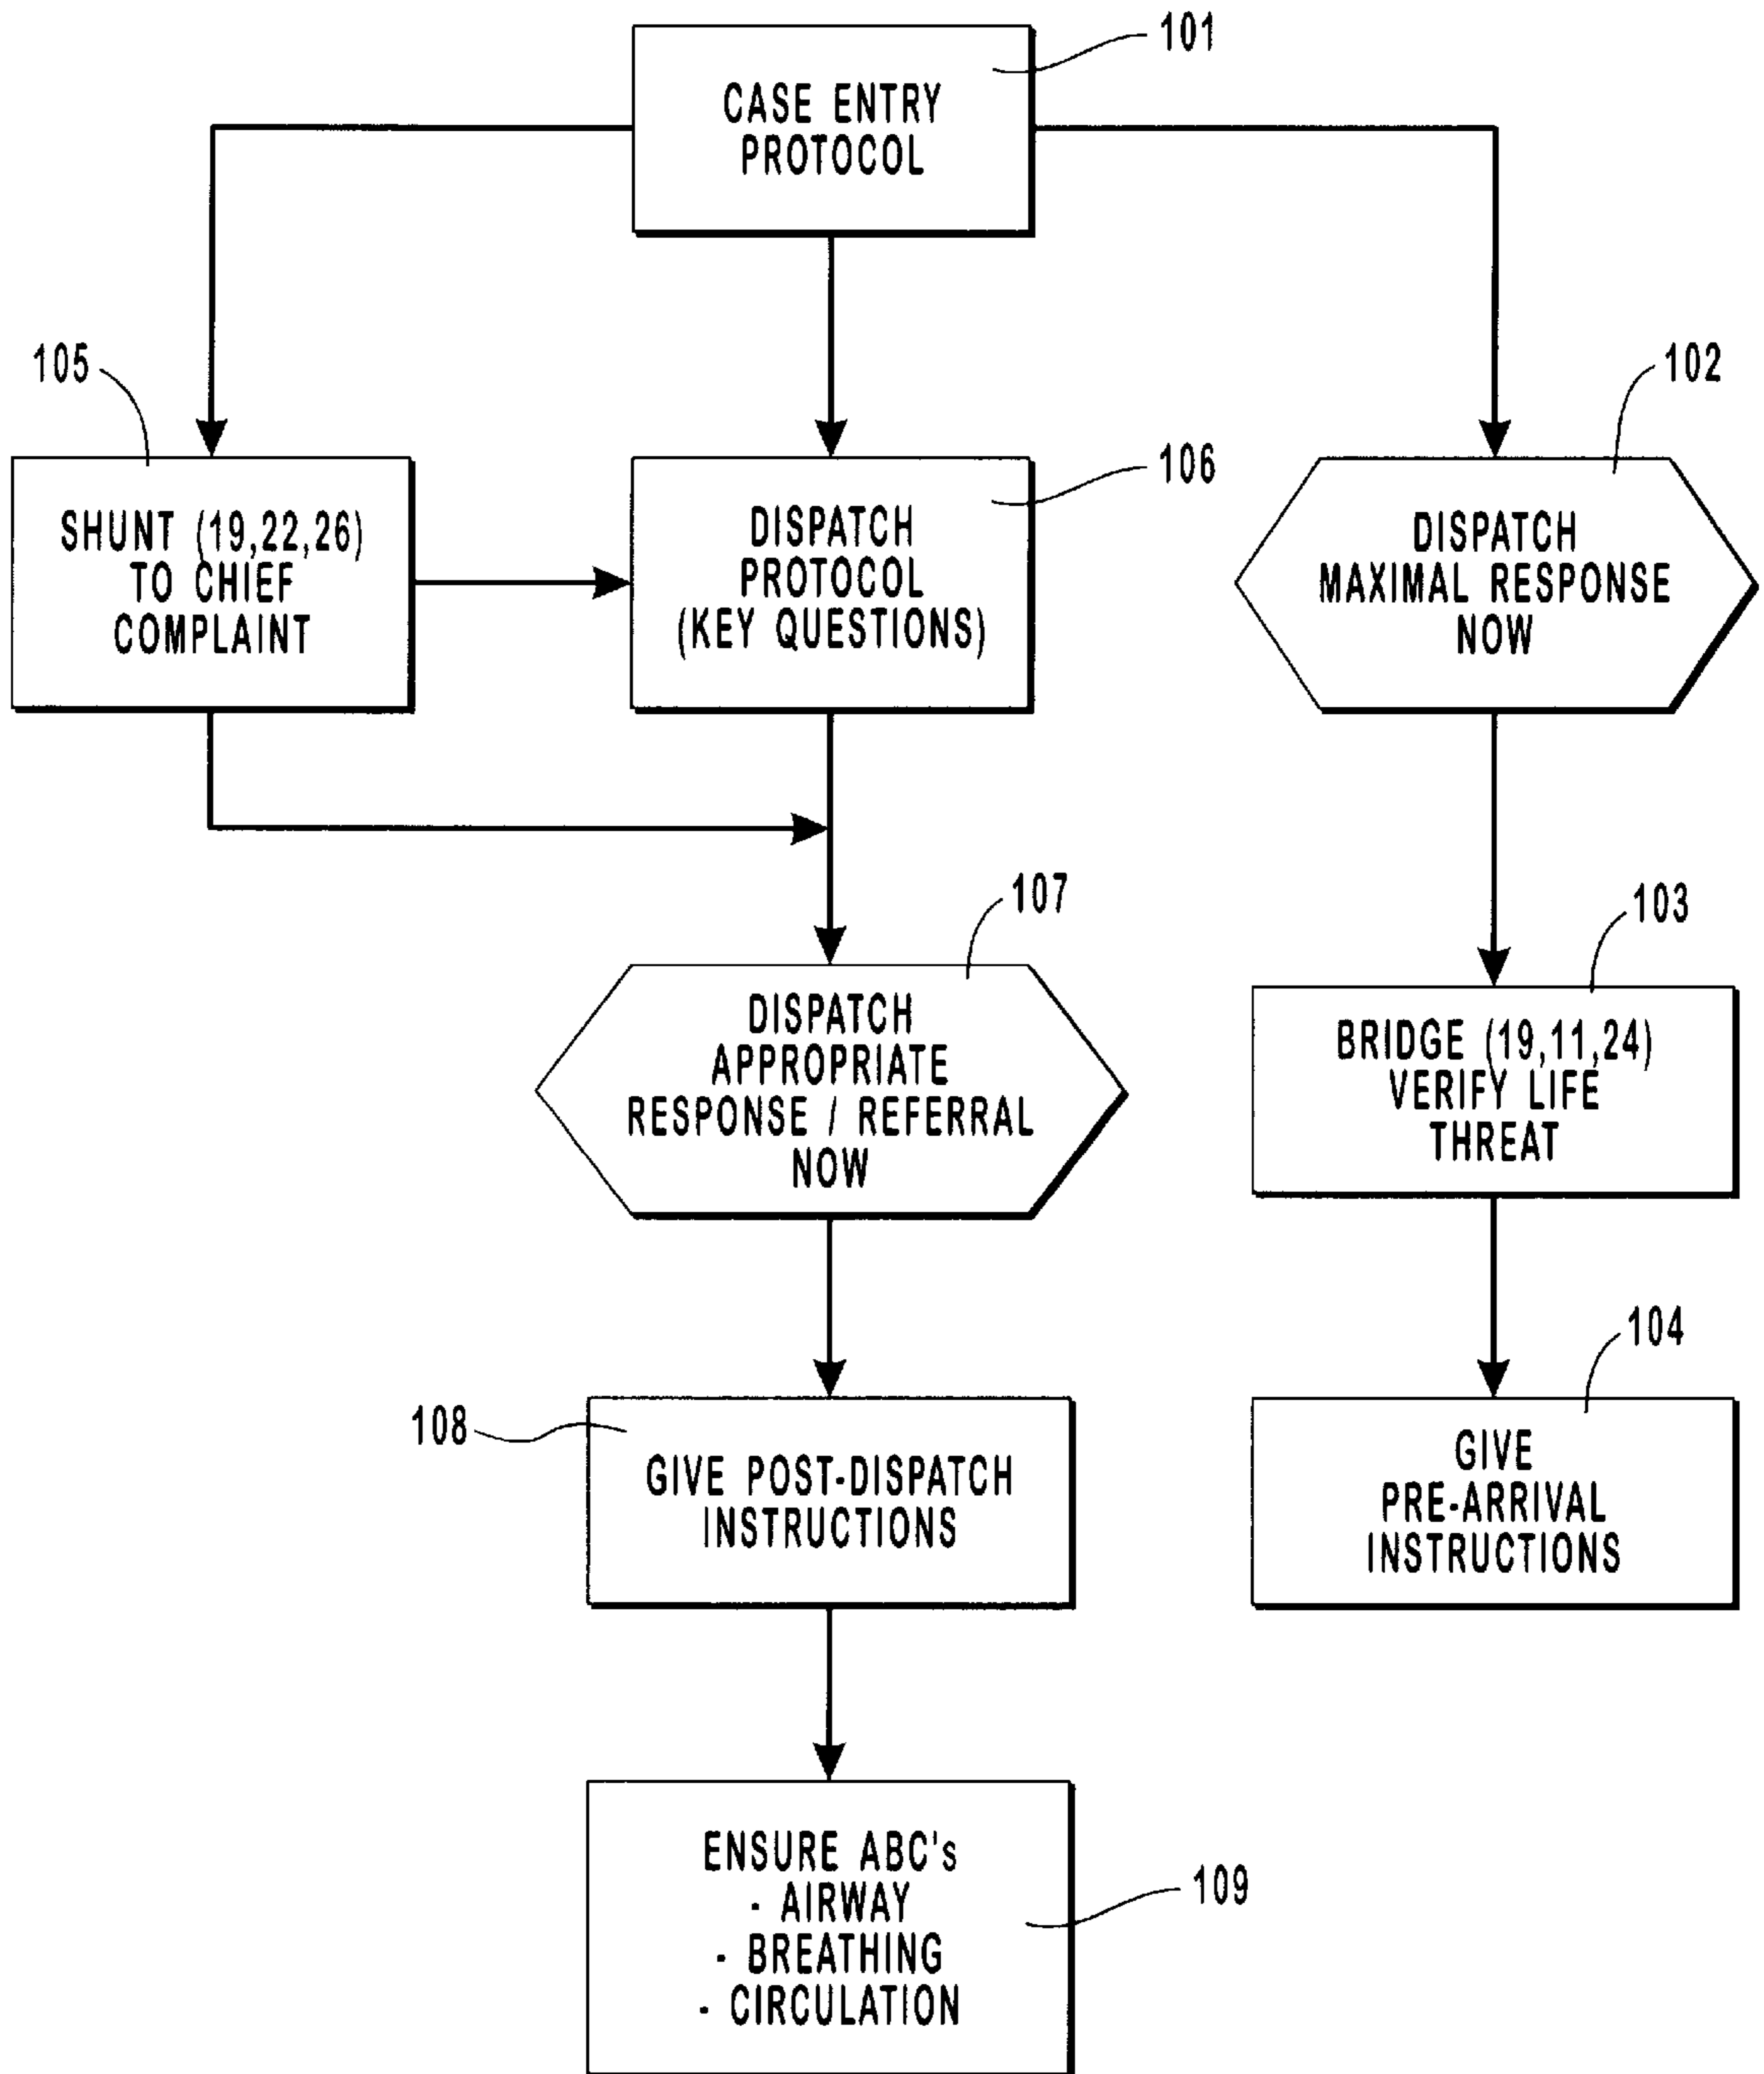 101
CASE ENTRY
PROTOCOL
105
102
106
SHUNT (19,22,26)
TO CHIEF
COMPLAINT
DISPATCH
PROTOCOL
(KEY QUESTIONS)
DISPATCH
MAXIMAL RESPONSE
NOW
107
103
DISPATCH
APPROPRIATE
RESPONSE / REFERRAL
NOW
BRIDGE (19,11,24)
VERIFY LIFE
THREAT
104
108
GIVE POST-DISPATCH
INSTRUCTIONS
GIVE
PRE-ARRIVAL
INSTRUCTIONS
ENSURE ABC's
- AIRWAY
- BREATHING
- CIRCULATION
109